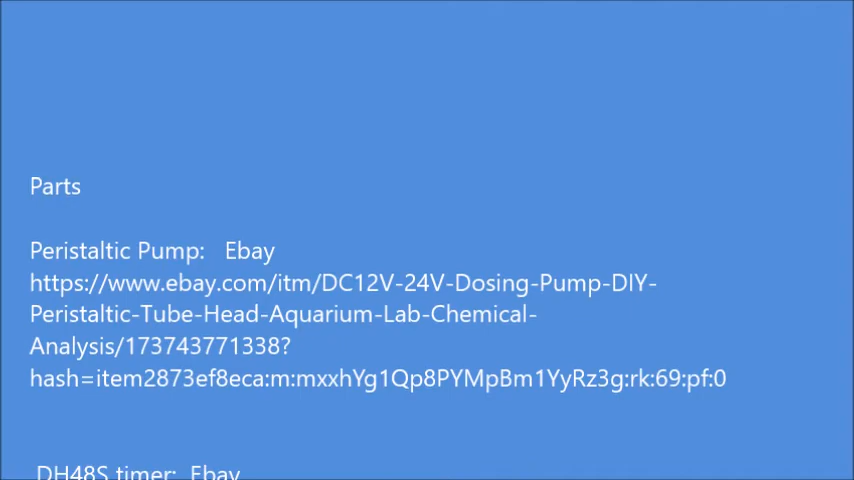 Parts
Peristaltic Pump: Ebay
https://www.ebay.com/itm/DC12V-24V-Dosing-Pump-DIY-
Peristaltic-Tube-Head-Aquarium-Lab-Chemical-
Analysis/173743771338?
hash=item2873ef8eca:m:mxxhYg1Qp8PYMpBm1YyRz3g:rk:69:pf:0
DH48S timer: Ebay